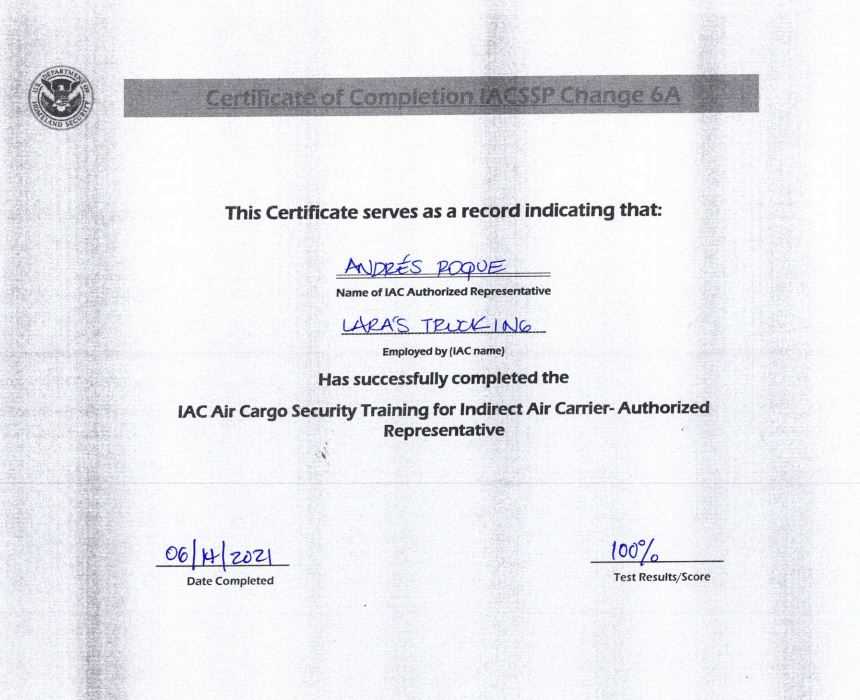 U.S. DEPARTMENT OF HOMELAND SECURITY
Certificate of Completion IACSSP Change 6A
This Certificate serves as a record indicating that:
ANDRÉS ROQUE
Name of IAC Authorized Representative
LARA'S TRUCKING
Employed by (IAC name)
Has successfully completed the
IAC Air Cargo Security Training for Indirect Air Carrier- Authorized
Representative
06/14/2021
100%
Date Completed
Test Results/Score